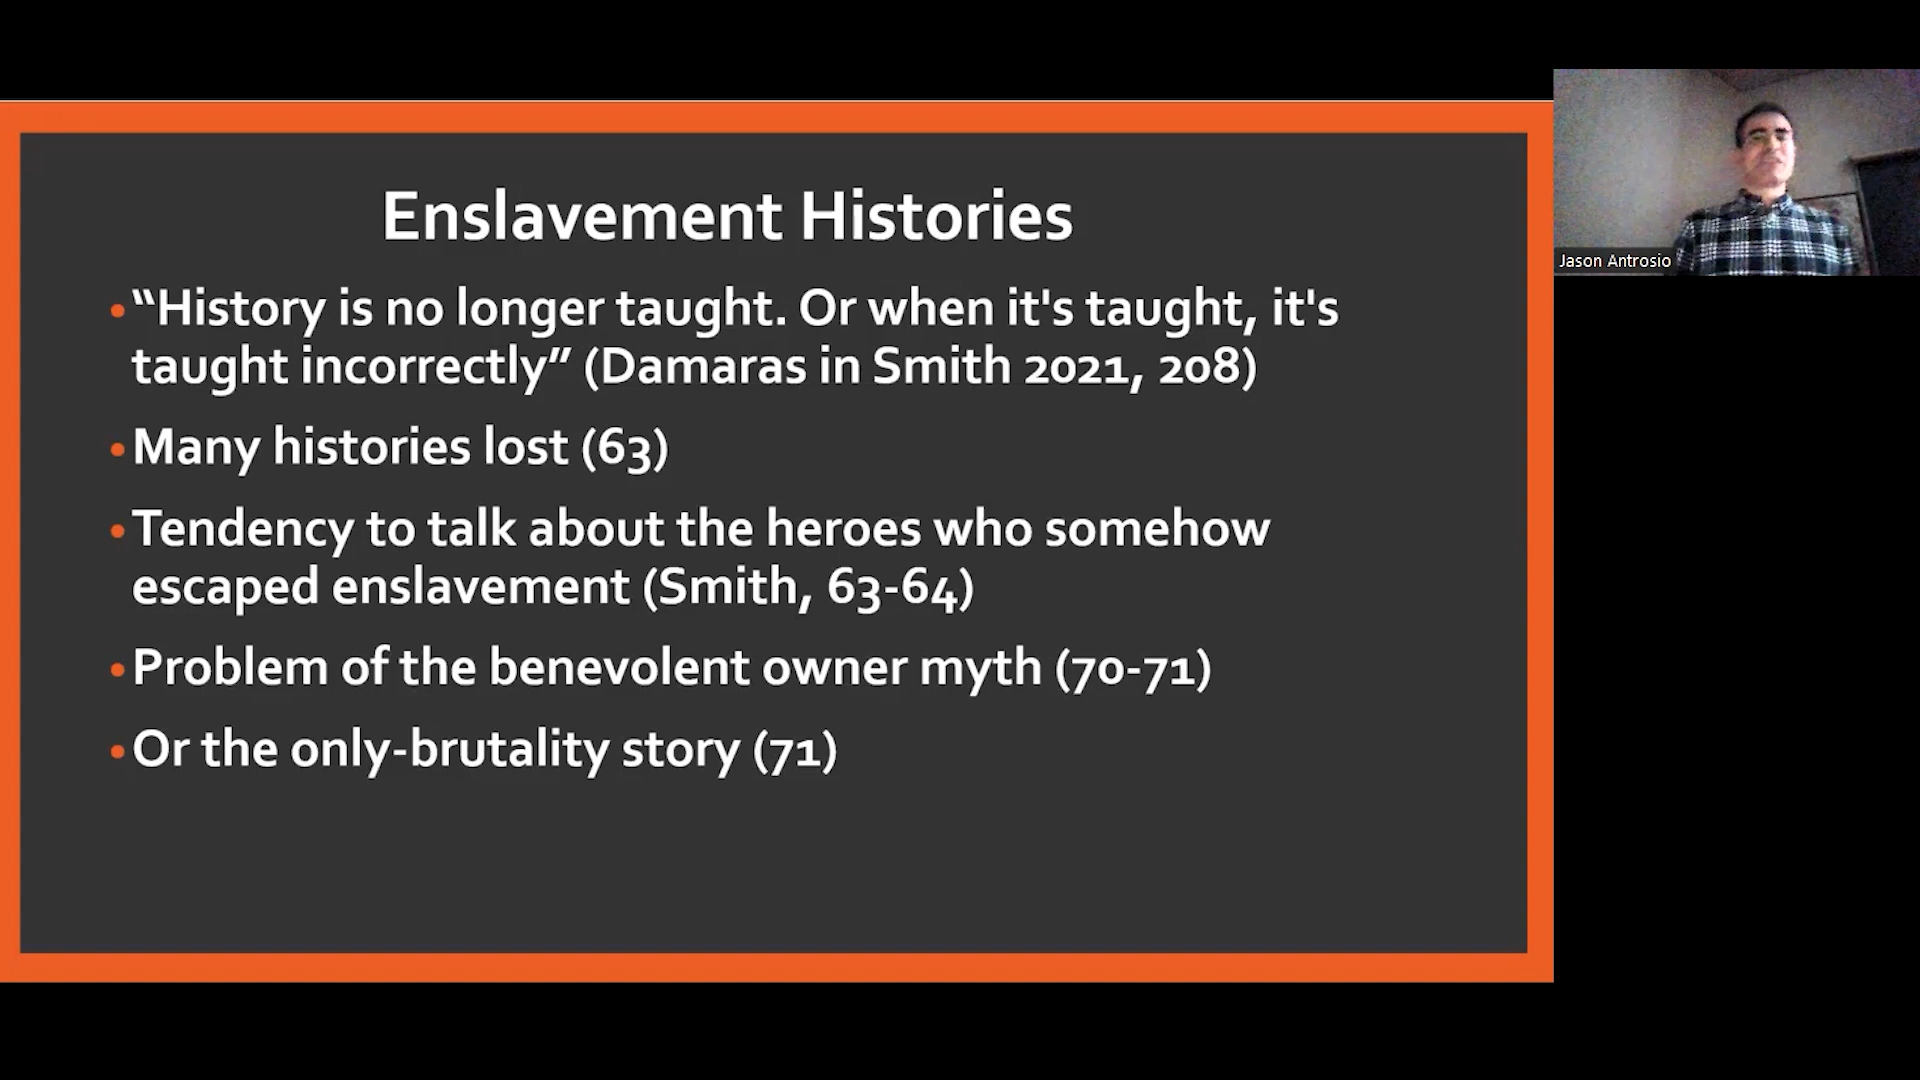 Enslavement Histories
•“History is no longer taught. Or when it's taught, it's
taught incorrectly” (Damaras in Smith 2021, 208)
•Many histories lost (63)
•Tendency to talk about the heroes who somehow
escaped enslavement (Smith, 63-64)
•Problem of the benevolent owner myth (70-71)
•Or the only-brutality story (71)
Jason Antrosio